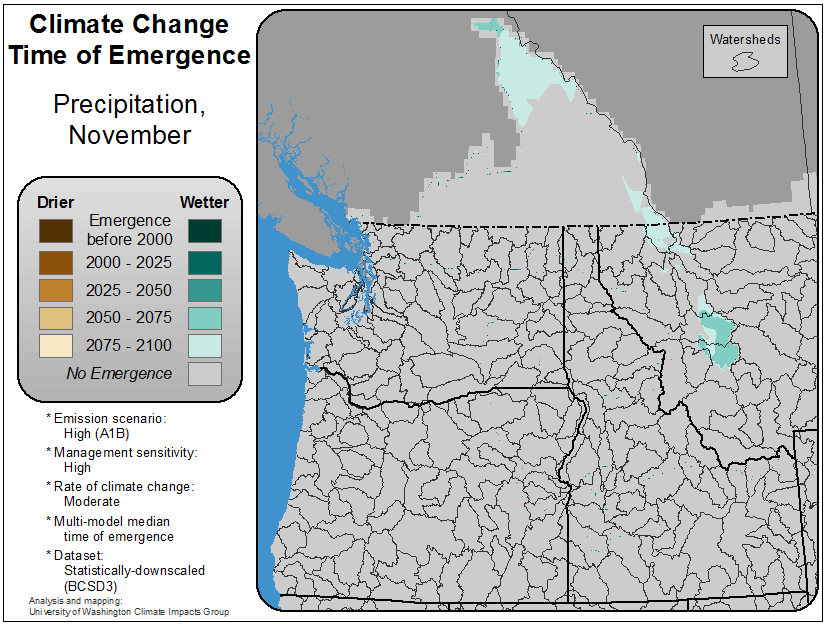 Climate Change
Time of Emergence
Precipitation,
November
Watersheds
Drier
Wetter
Emergence
before 2000
2000 - 2025
2025 - 2050
2050 - 2075
2075 - 2100
No Emergence
* Emission scenario:
High (A1B)
* Management sensitivity:
High
* Rate of climate change:
Moderate
* Multi-model median
time of emergence
* Dataset:
Statistically-downscaled
(BCSD3)
Analysis and mapping:
University of Washington Climate Impacts Group